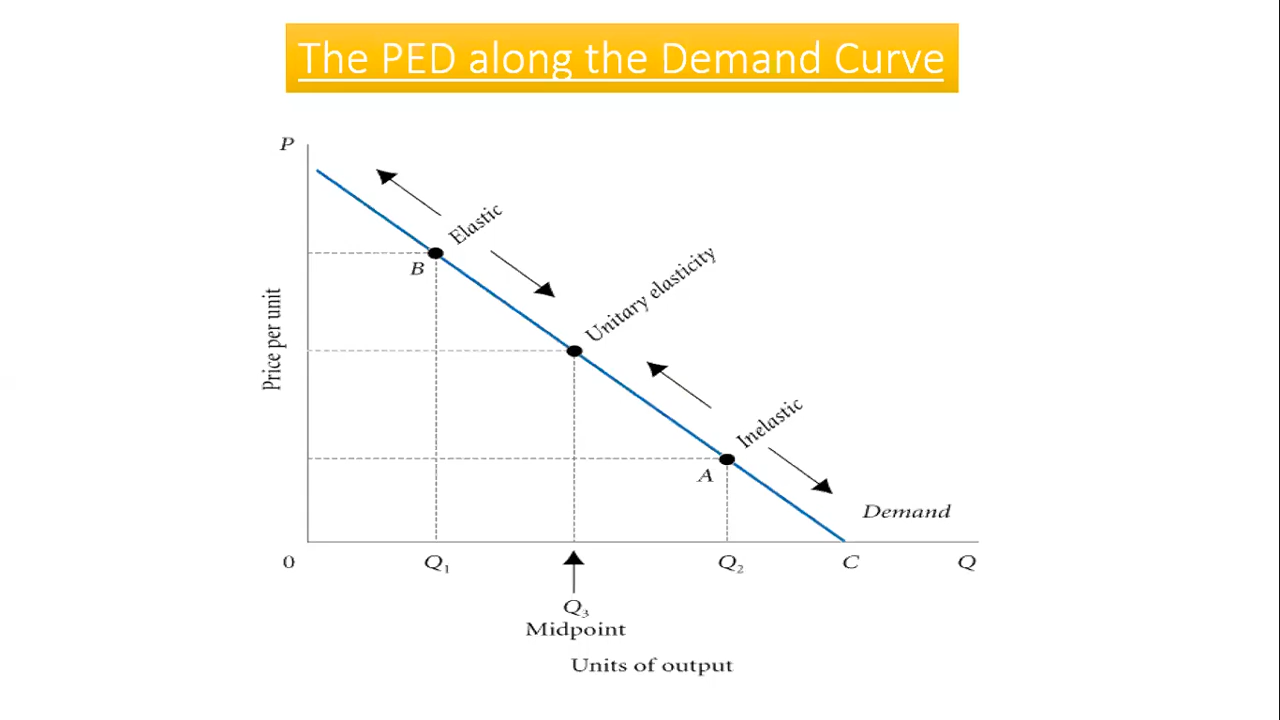 The PED along the Demand Curve
P
Elastic
B
Unitary elasticity
Price per unit
Inelastic
A
Demand
0
Q₁
Q₂
C
Q
Q₃
Midpoint
Units of output